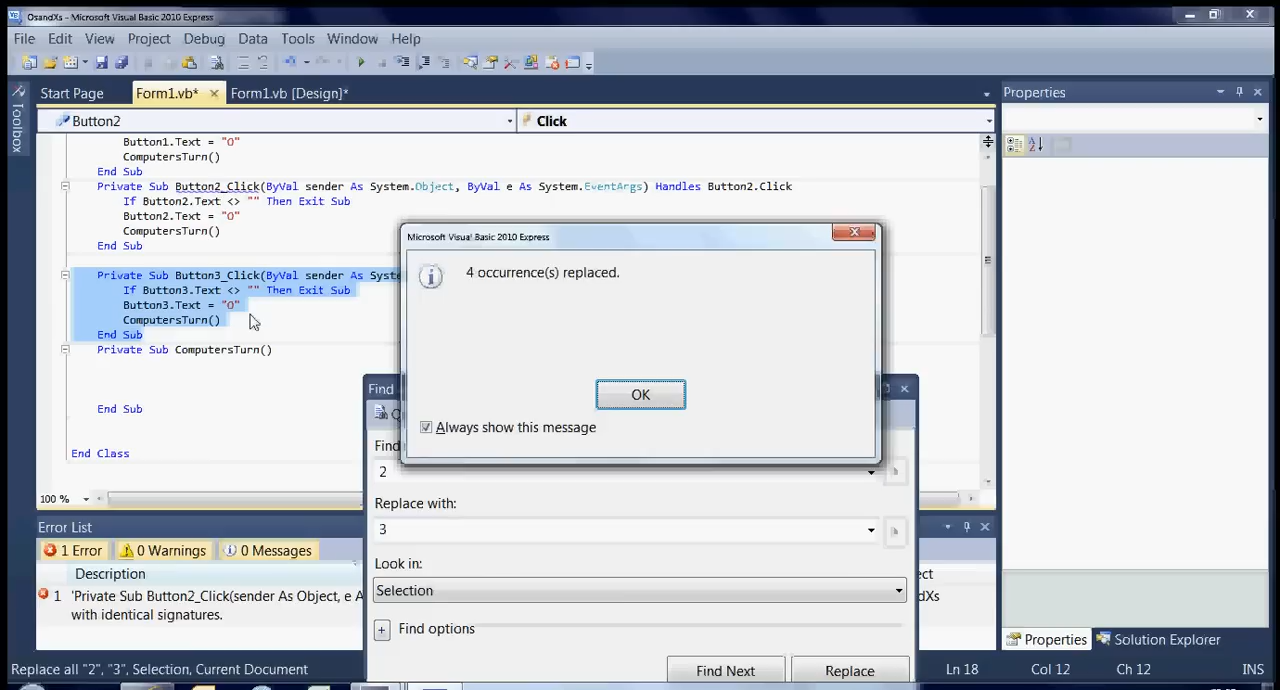 OsandXs - Microsoft Visual Basic 2010 Express
File Edit View Project Debug Data Tools Window Help
Start Page Form1.vb* Form1.vb [Design]*
Properties
Toolbox
Button2 Click
Button1.Text = "O"
ComputersTurn()
End Sub
Private Sub Button2_Click(ByVal sender As System.Object, ByVal e As System.EventArgs) Handles Button2.Click
If Button2.Text <> "" Then Exit Sub
Button2.Text = "O"
ComputersTurn()
End Sub
Private Sub Button3_Click(ByVal sender As Syste
If Button3.Text <> "" Then Exit Sub
Button3.Text = "O"
ComputersTurn()
End Sub
Private Sub ComputersTurn()
End Sub
End Class
100 %
Microsoft Visual Basic 2010 Express
4 occurrence(s) replaced.
OK
Always show this message
Find
Q
Find
2
Replace with:
3
Look in:
Selection
Find options
Find Next Replace
Error List
1 Error 0 Warnings 0 Messages
Description
ect
1 'Private Sub Button2_Click(sender As Object, e A
with identical signatures.
ndXs
Properties Solution Explorer
Replace all "2", "3", Selection, Current Document
Ln 18 Col 12 Ch 12 INS